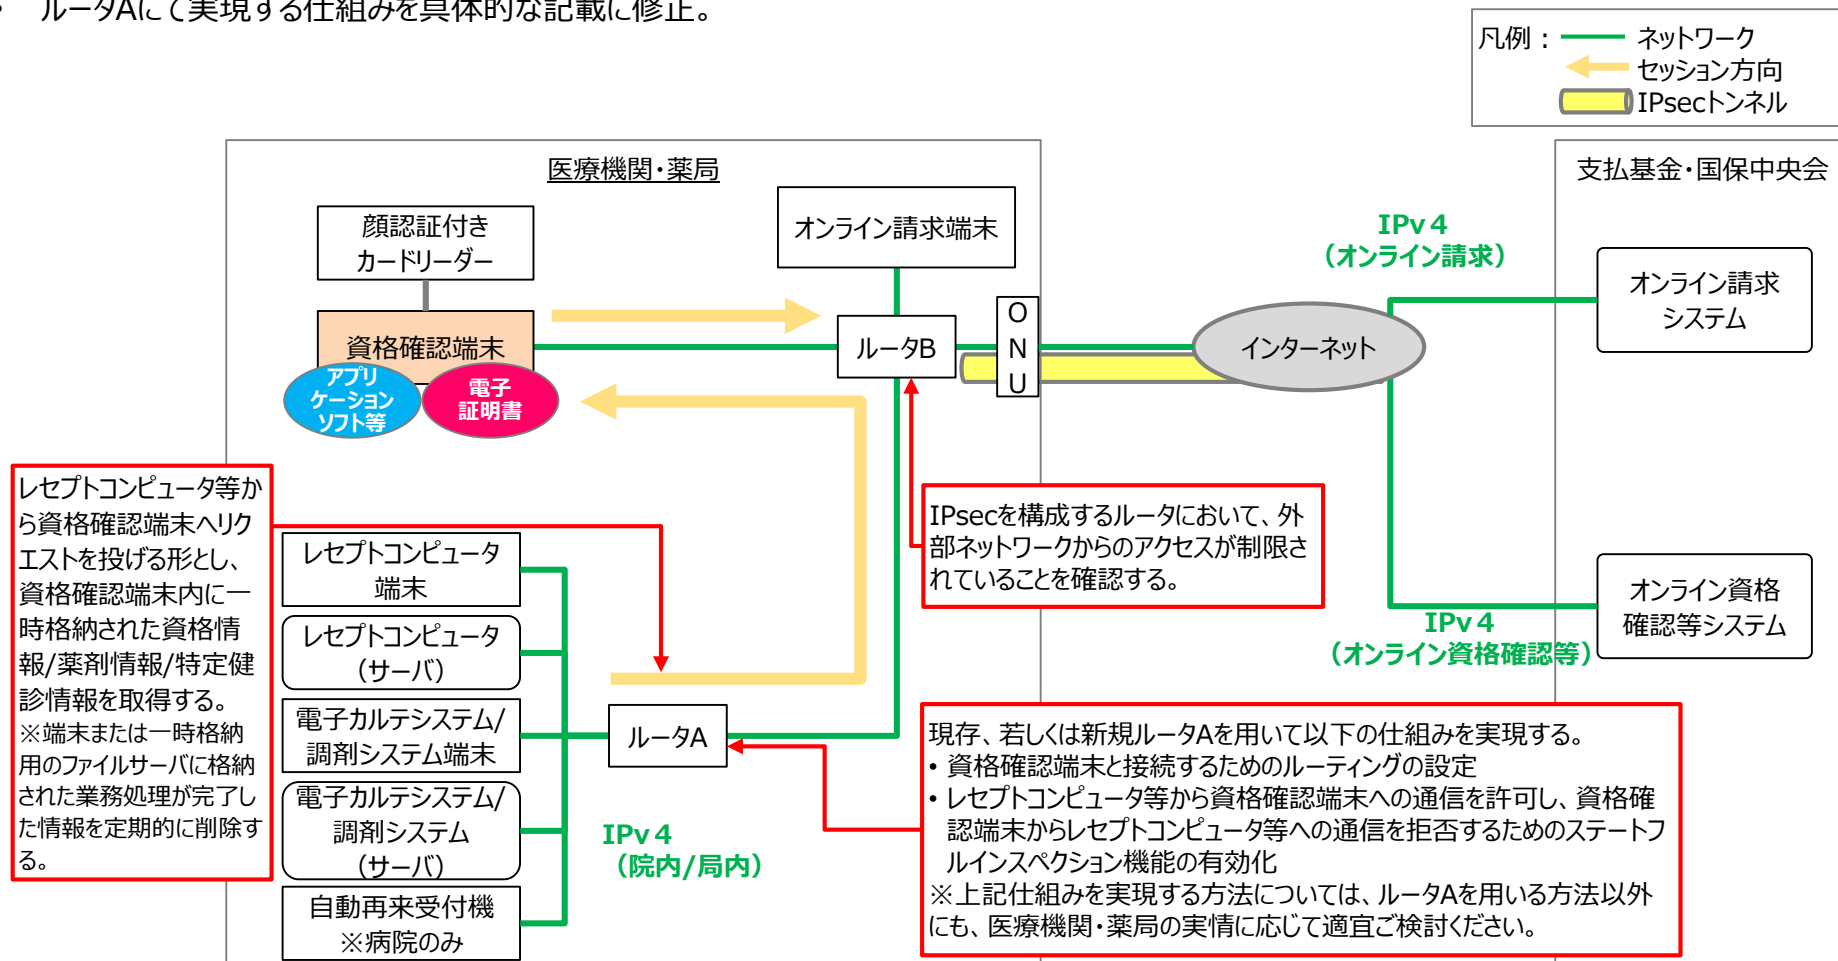 • ルータAにて実現する仕組みを具体的な記載に修正。
凡例：
ネットワーク
セッション方向
IPsecトンネル
医療機関・薬局
支払基金・国保中央会
顔認証付き
カードリーダー
オンライン請求端末
資格確認端末
アプリ
ケーション
ソフト等
電子
証明書
ルータB
O
N
U
インターネット
IPv４
（オンライン請求）
オンライン請求
システム
レセプトコンピュータ等か
ら資格確認端末へリク
エストを投げる形とし、
資格確認端末内に一
時格納された資格情
報/薬剤情報/特定健
診情報を取得する。
※端末または一時格納
用のファイルサーバに格納
された業務処理が完了し
た情報を定期的に削除す
る。
IPsecを構成するルータにおいて、外
部ネットワークからのアクセスが制限さ
れていることを確認する。
レセプトコンピュータ
端末
レセプトコンピュータ
（サーバ）
電子カルテシステム/
調剤システム端末
電子カルテシステム/
調剤システム
（サーバ）
自動再来受付機
※病院のみ
ルータA
IPv４
（院内/局内）
IPv４
（オンライン資格確認等）
オンライン資格
確認等システム
現存、若しくは新規ルータAを用いて以下の仕組みを実現する。
• 資格確認端末と接続するためのルーティングの設定
• レセプトコンピュータ等から資格確認端末への通信を許可し、資格確
認端末からレセプトコンピュータ等への通信を拒否するためのステートフ
ルインスペクション機能の有効化
※上記仕組みを実現する方法については、ルータAを用いる方法以外
にも、医療機関・薬局の実情に応じて適宜ご検討ください。